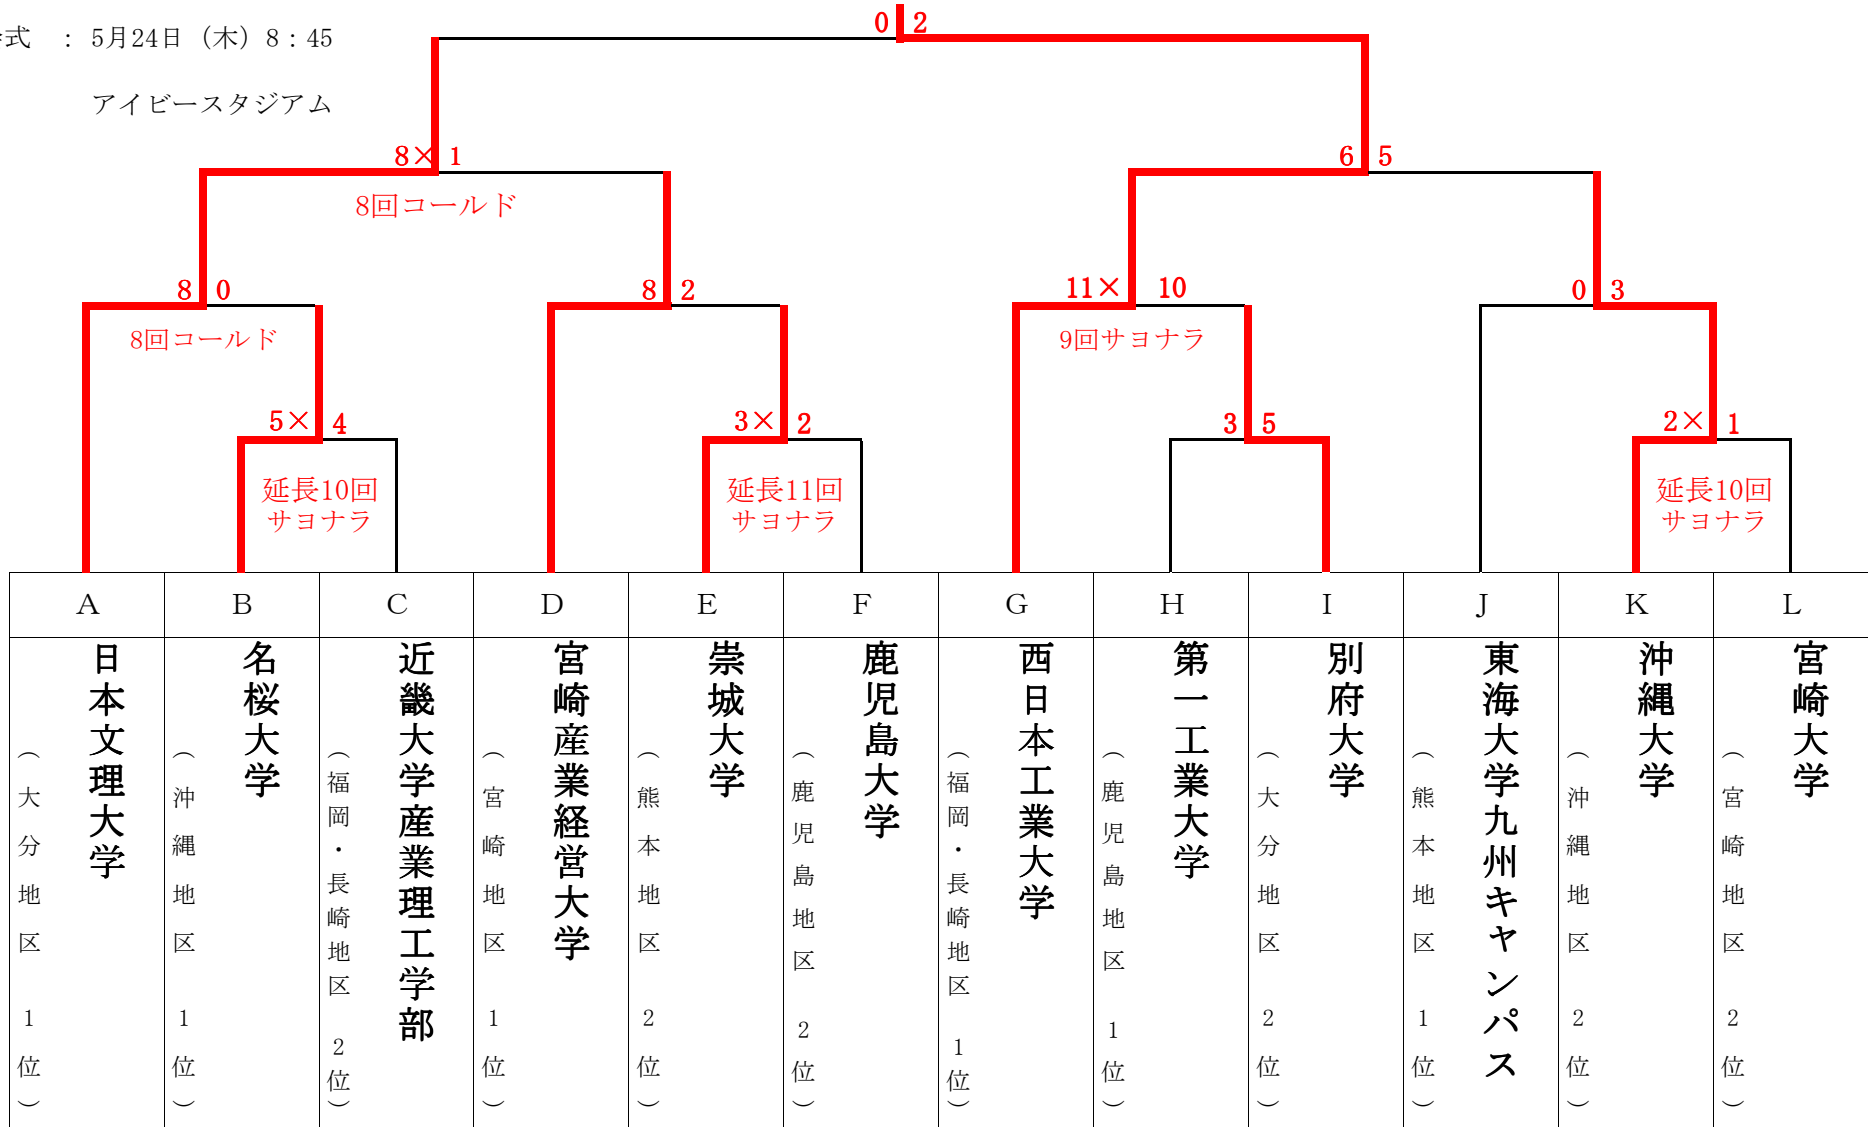 式 : 5月24日(木)8:45
アイビースタジアム
0 2
8× 1
8回コールド
6 5
8 0
8回コールド
8 2
11× 10
9回サヨナラ
0 3
5× 4
延長10回
サヨナラ
3× 2
延長11回
サヨナラ
3 5
2× 1
延長10回
サヨナラ
A B C D E F G H I J K L
日本文理大学
(大分地区 1位)
名桜大学
(沖縄地区 1位)
近畿大学産業理工学部
(福岡・長崎地区 2位)
宮崎産業経営大学
(宮崎地区 1位)
崇城大学
(熊本地区 2位)
鹿児島大学
(鹿児島地区 2位)
西日本工業大学
(福岡・長崎地区 1位)
第一工業大学
(鹿児島地区 1位)
別府大学
(大分地区 2位)
東海大学九州キャンパス
(熊本地区 1位)
沖縄大学
(沖縄地区 2位)
宮崎大学
(宮崎地区 2位)